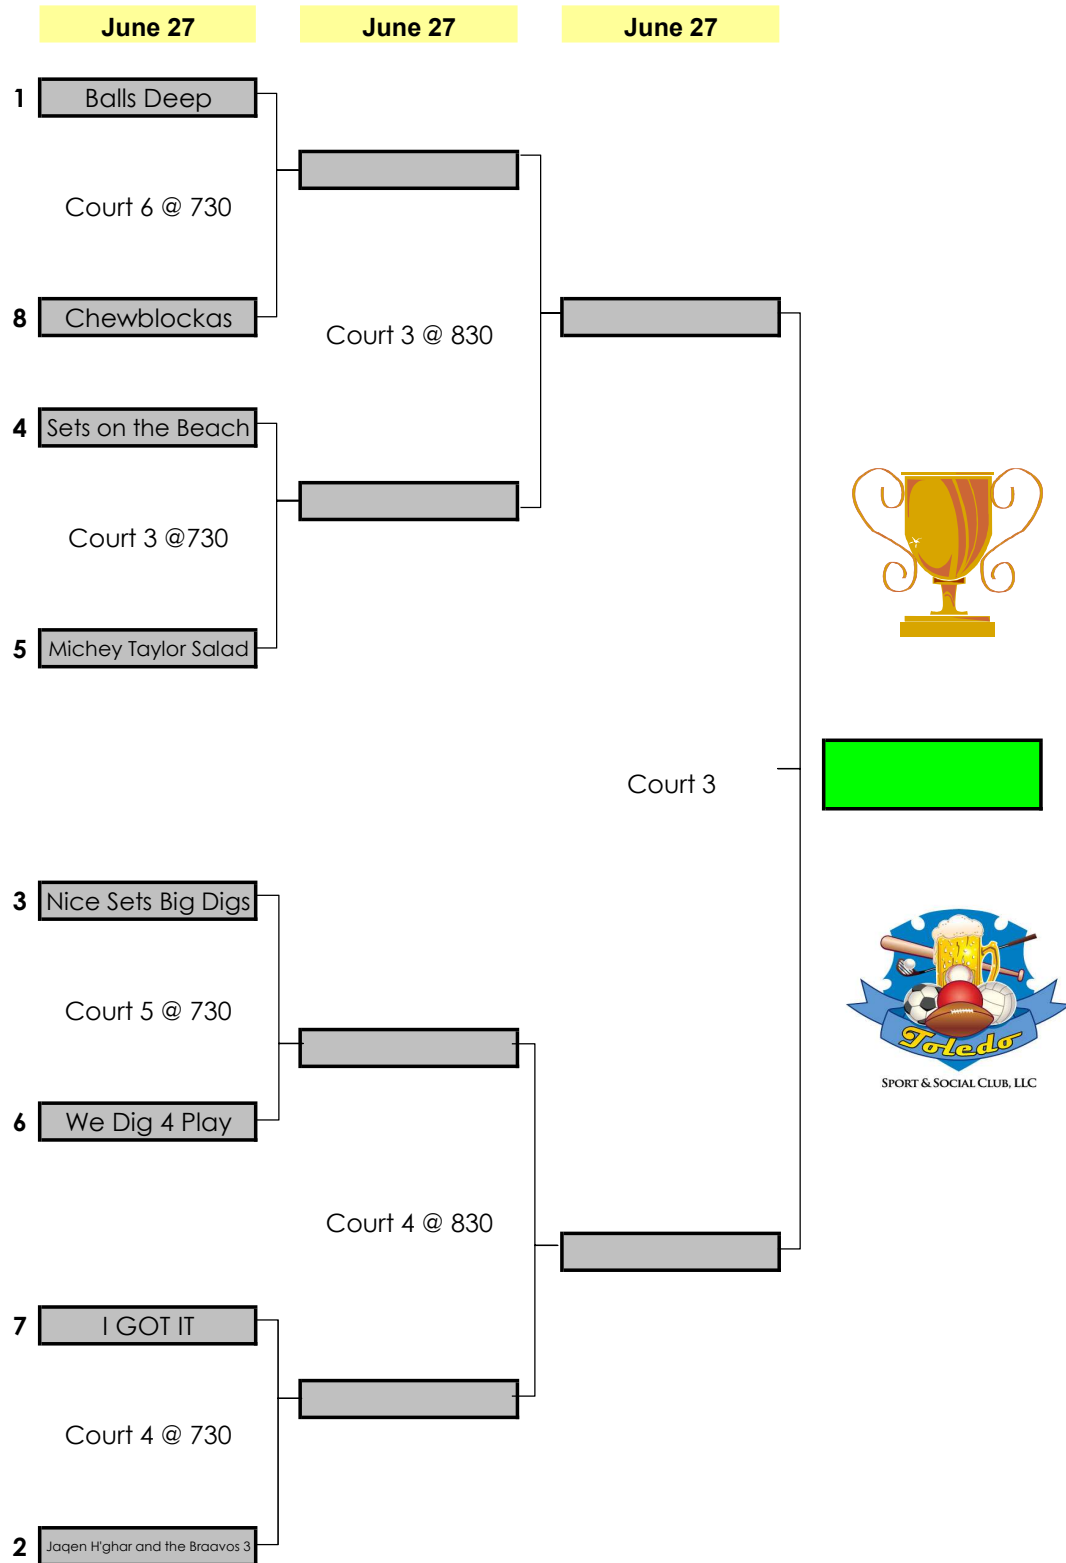 June 27 June 27 June 27
1 Balls Deep
Court 6 @ 730
8 Chewblockas
Court 3 @ 830
4 Sets on the Beach
Court 3 @730
5 Michey Taylor Salad
Court 3
3 Nice Sets Big Digs
Court 5 @ 730
6 We Dig 4 Play
Court 4 @ 830
7 I GOT IT
Court 4 @ 730
2 Jaqen H'ghar and the Braavos 3
Toledo
SPORT & SOCIAL CLUB, LLC